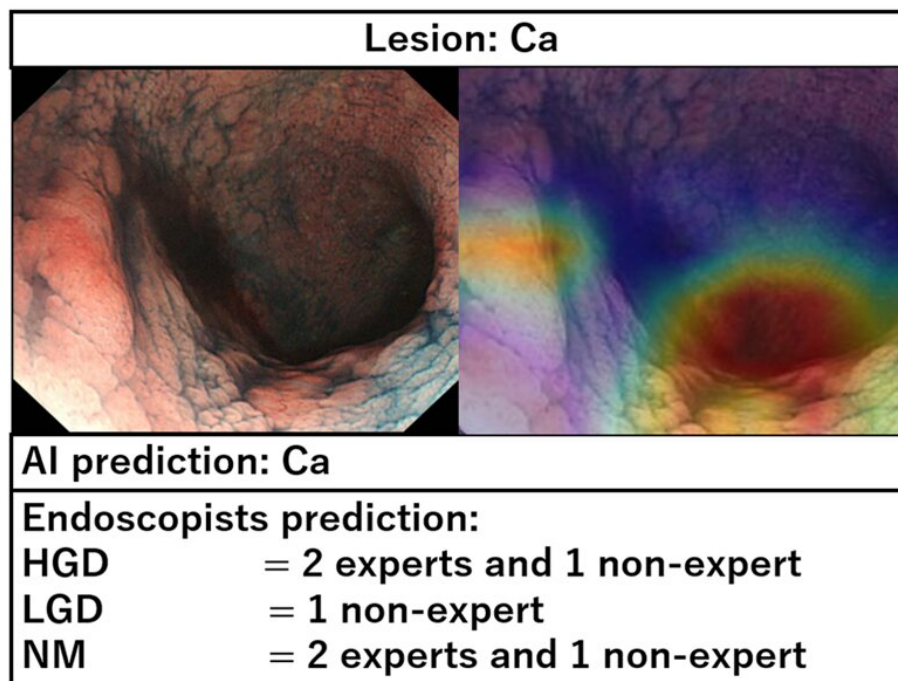 Lesion: Ca
AI prediction: Ca
Endoscopists prediction:
HGD = 2 experts and 1 non-expert
LGD = 1 non-expert
NM = 2 experts and 1 non-expert